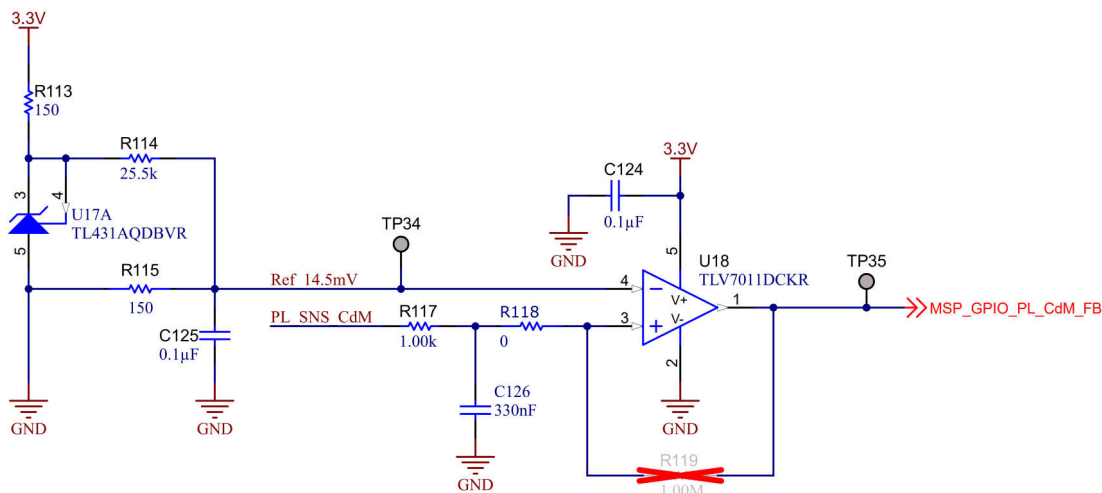 3.3V
R113
150
R114
25.5k
3
4
U17A
TL431AQDBVR
5
R115
150
C125
0.1µF
GND
GND
Ref_14.5mV
TP34
PL_SNS_CdM
R117
1.00k
R118
0
C126
330nF
GND
3.3V
C124
0.1µF
GND
5
U18
TLV7011DCKR
4
V+
V-
3
1
2
GND
TP35
MSP_GPIO_PL_CdM_FB
R119
1.00M